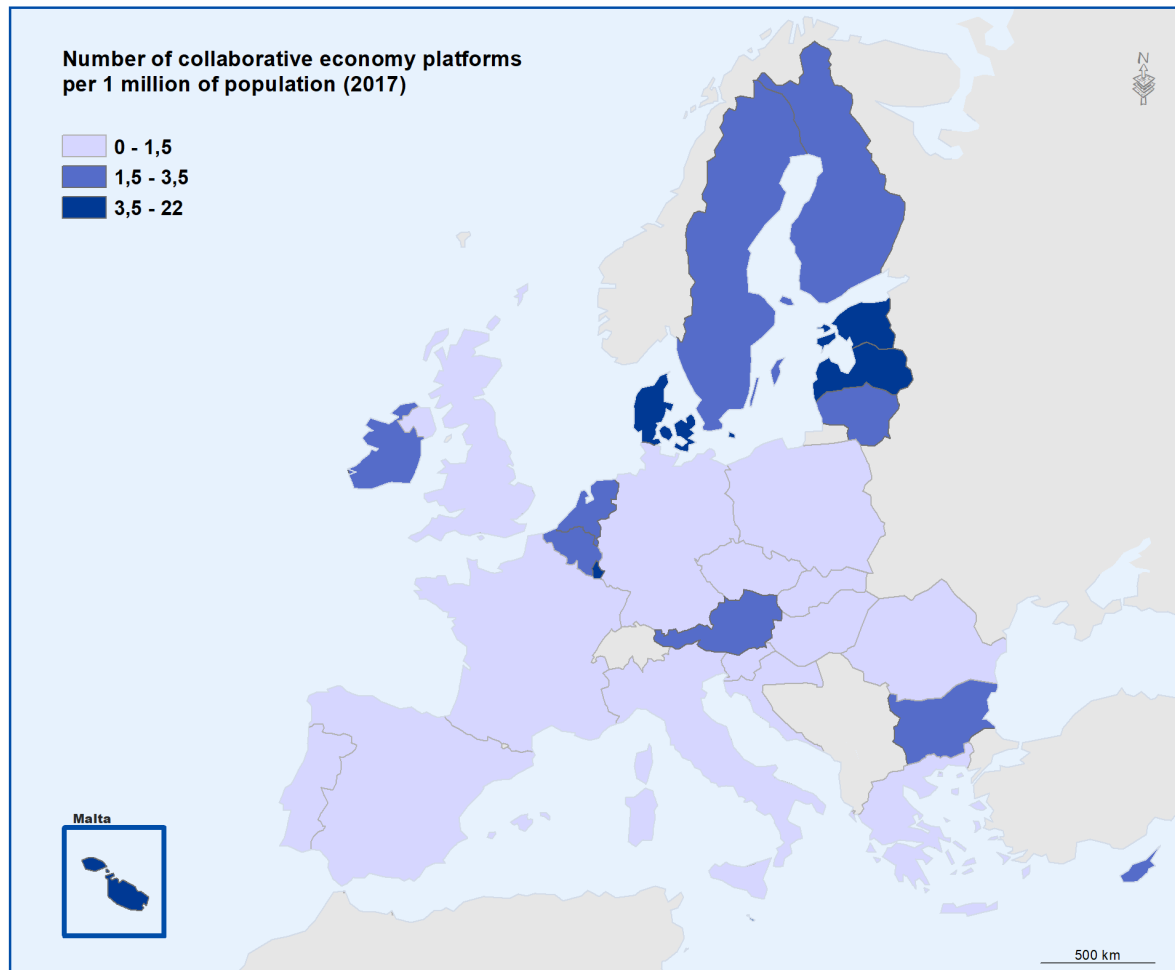 Number of collaborative economy platforms
per 1 million of population (2017)
N
0 - 1,5
1,5 - 3,5
3,5 - 22
Malta
500 km